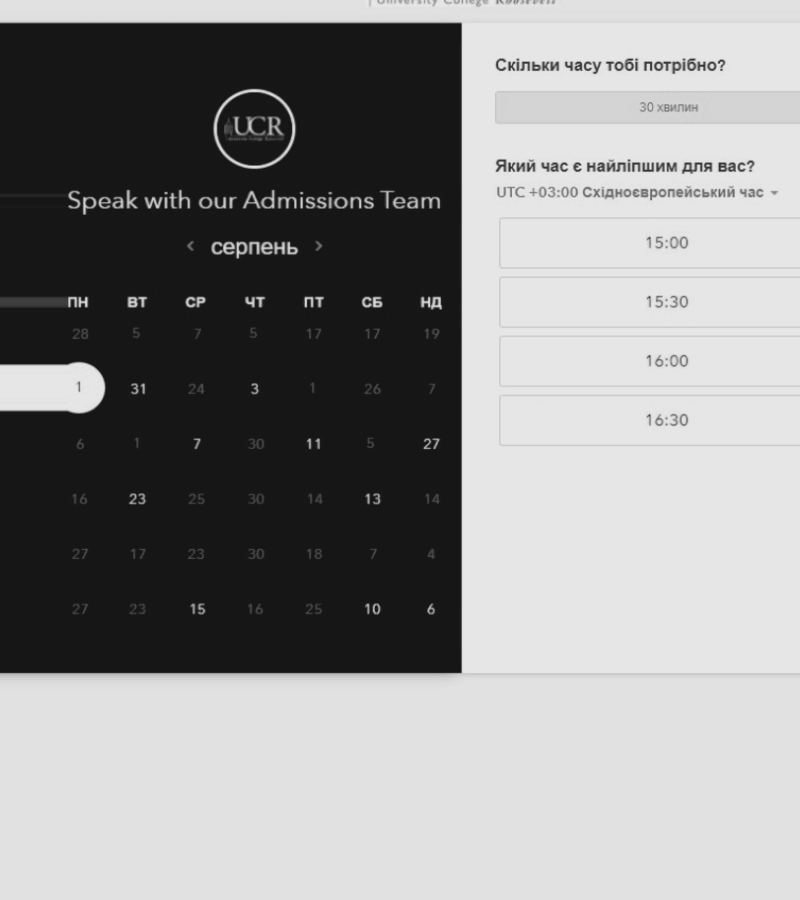 University College Roosevelt
UCR
Speak with our Admissions Team
< серпень >
ПН ВТ СР ЧТ ПТ СБ НД
28 5 7 5 17 17 19
1 31 24 3 1 26 7
6 1 7 30 11 5 27
16 23 25 30 14 13 14
27 17 23 30 18 7 4
27 23 15 16 25 10 6
Скільки часу тобі потрібно?
30 хвилин
Який час є найліпшим для вас?
UTC +03:00 Східноєвропейський час
15:00
15:30
16:00
16:30